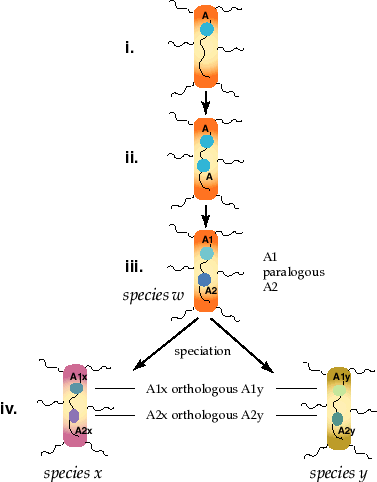 A
i.
A
ii.
A
A1
A1
iii.
paralogous
A2
A2
species w
speciation
A1x
A1y
A1x orthologous A1y
iv.
A2x orthologous A2y
A2x
A2y
species x
species y